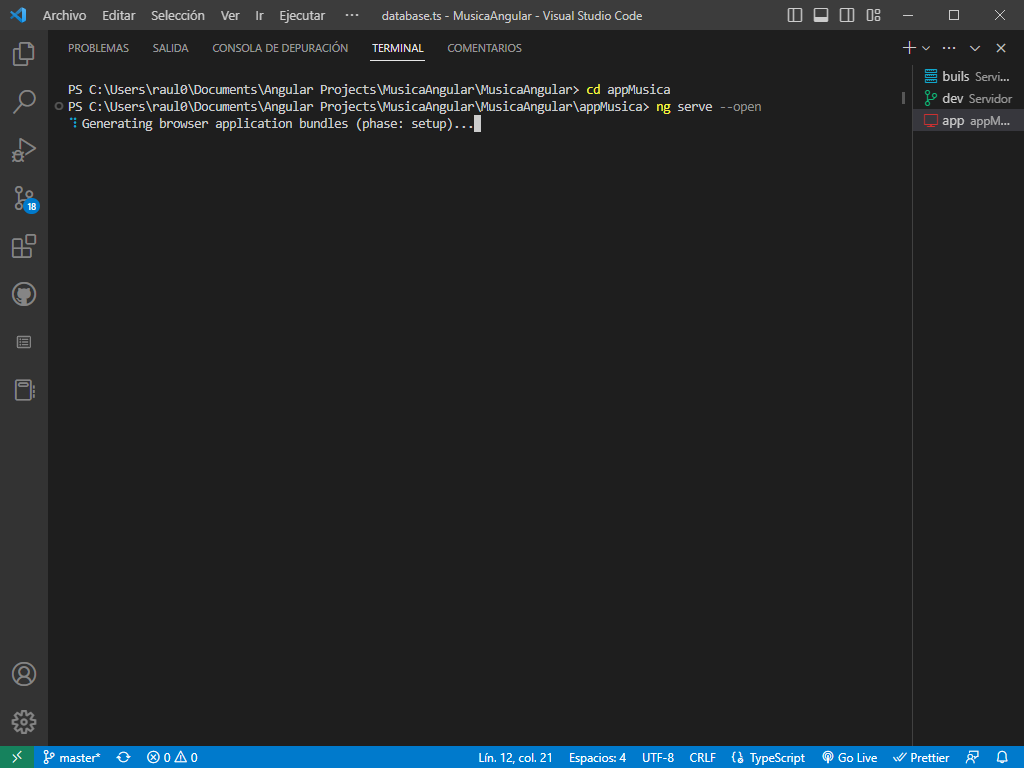 Archivo Editar Selección Ver Ir Ejecutar ··· database.ts - MusicaAngular - Visual Studio Code
PROBLEMAS SALIDA CONSOLA DE DEPURACIÓN TERMINAL COMENTARIOS
PS C:\Users\raul0\Documents\Angular Projects\MusicaAngular\MusicaAngular> cd appMusica
PS C:\Users\raul0\Documents\Angular Projects\MusicaAngular\MusicaAngular\appMusica> ng serve --open
Generating browser application bundles (phase: setup)...
buils Servi...
dev Servidor
app appM...
18
master* 0 0 Lín. 12, col. 21 Espacios: 4 UTF-8 CRLF TypeScript Go Live Prettier